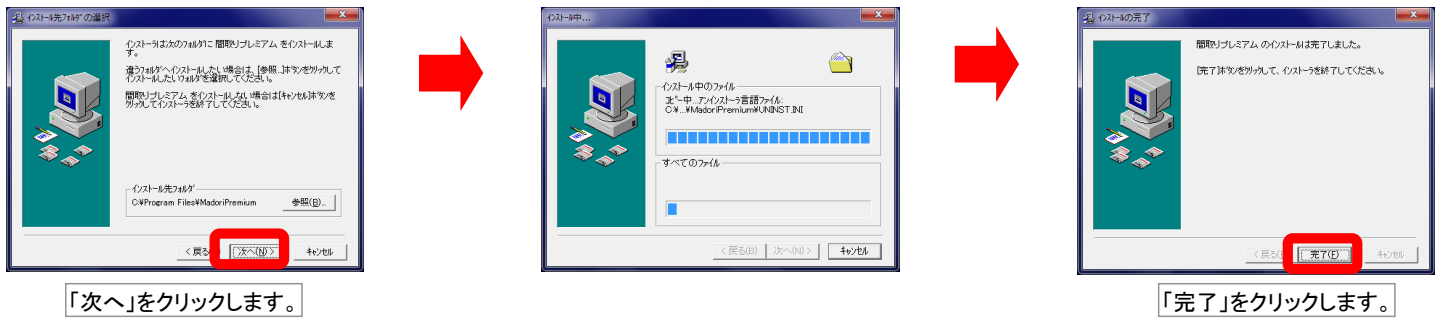 インストール先フォルダの選択
インストーラは次のフォルダに 間取りプレミアム をインストールしま
す。
違うフォルダへインストールしたい場合は、[参照...]ボタンをクリックして
インストールしたいフォルダを選択してください。
間取りプレミアム をインストールしない場合は[キャンセル]ボタンを
クリックしてインストーラを終了してください。
インストール先フォルダ
C:¥Program Files¥MadoriPremium
参照(B)...
< 戻る
次へ(N) >
キャンセル
「次へ」をクリックします。
インストール中...
インストール中のファイル
コピー中...アンインストーラ言語ファイル:
C:¥...¥MadoriPremium¥UNINST.INI
すべてのファイル
< 戻る(B)
次へ(N) >
キャンセル
インストールの完了
間取りプレミアム のインストールは完了しました。
[完了]ボタンをクリックして、インストーラを終了してください。
< 戻る(B
完了(F)
キャンセル
「完了」をクリックします。